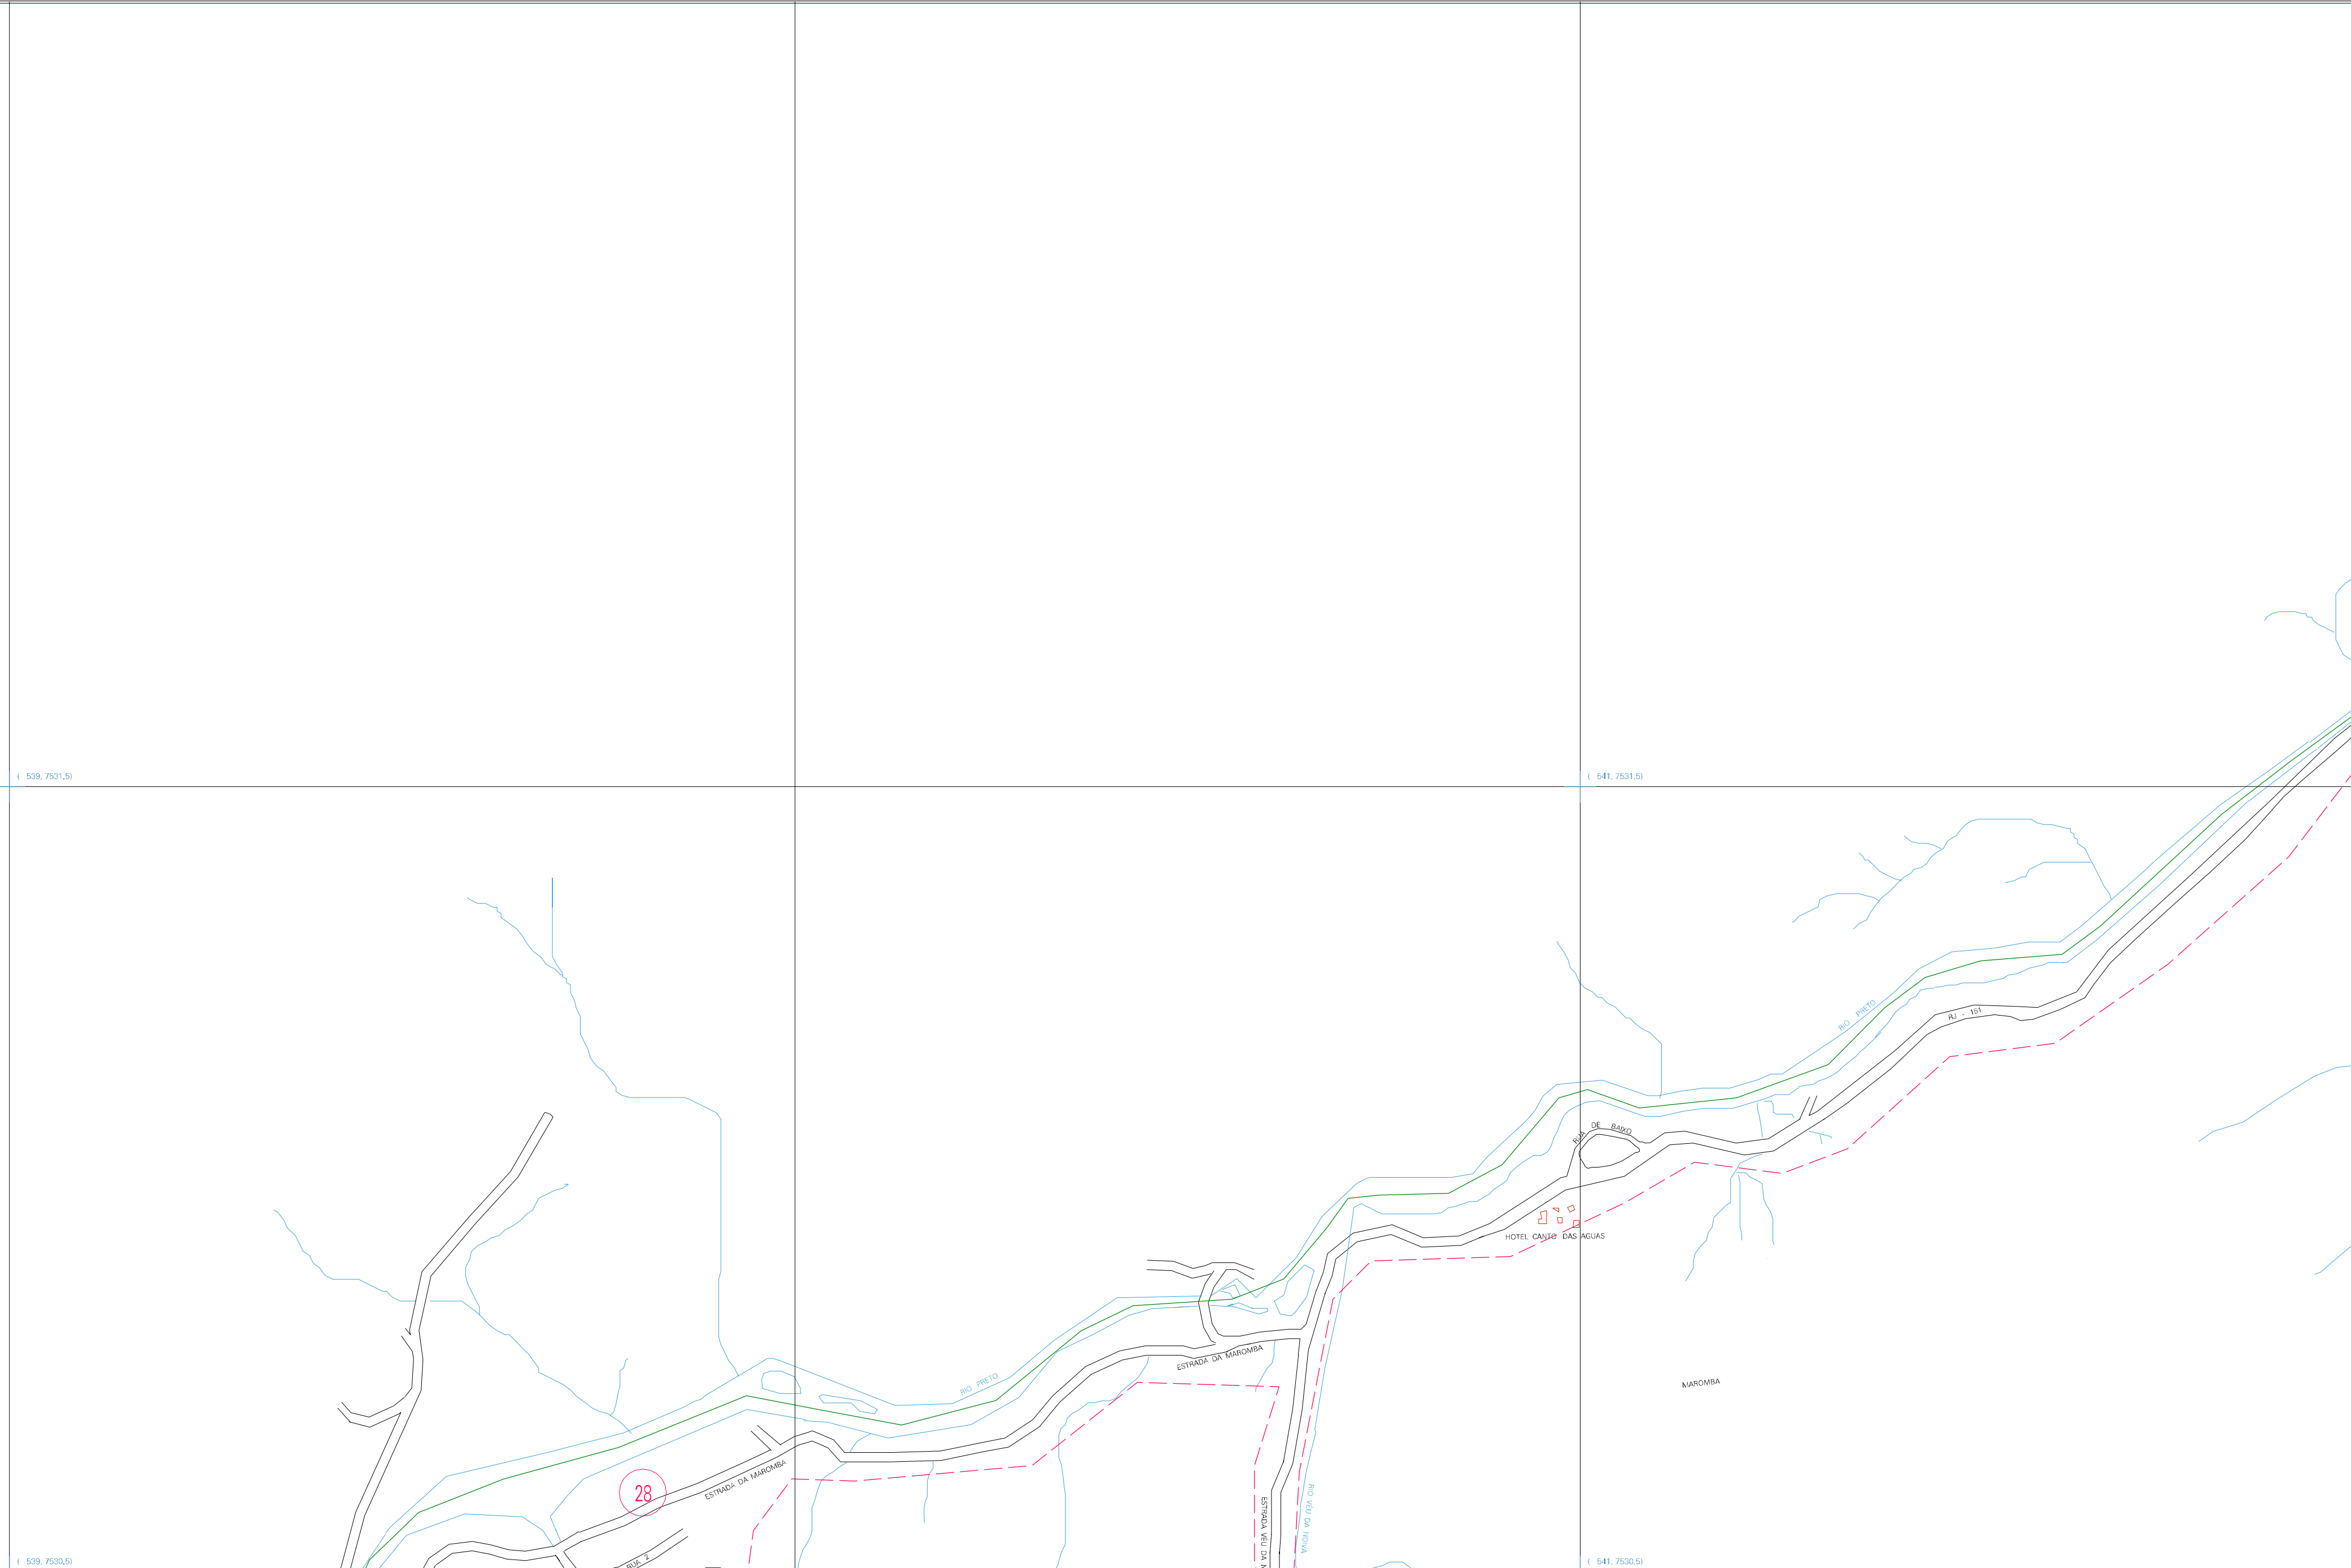 ( 539, 7531,5)
( 541, 7531,5)
RIO PRETO
RJ - 151
RUA DE BAIXO
HOTEL CANTO DAS AGUAS
ESTRADA DA MAROMBA
RIO PRETO
MAROMBA
ESTRADA DA MAROMBA
28
ESTRADA VÉU DA N
RIO VÉU DA NOIVA
RUA 2
( 539, 7530,5)
( 541, 7530,5)